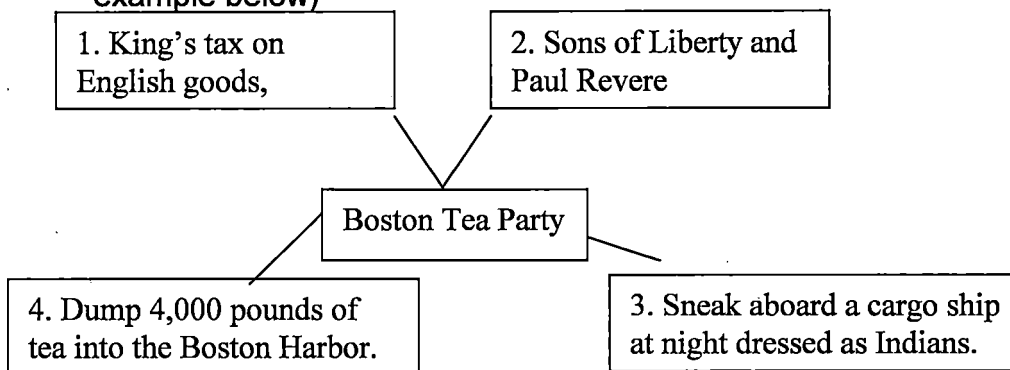 example below)
1. King's tax on
English goods,
2. Sons of Liberty and
Paul Revere
Boston Tea Party
4. Dump 4,000 pounds of
tea into the Boston Harbor.
3. Sneak aboard a cargo ship
at night dressed as Indians.